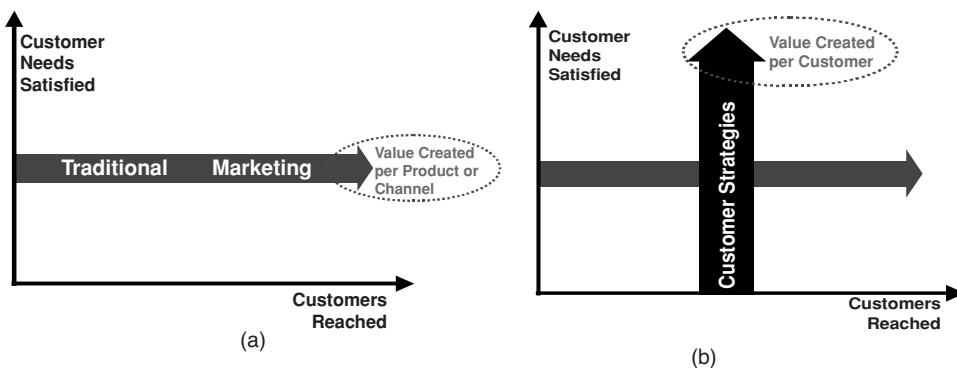 Customer
Needs
Satisfied
Traditional Marketing
Value Created
per Product or
Channel
Customers
Reached
(a)
Customer
Needs
Satisfied
Value Created
per Customer
Customer Strategies
Customers
Reached
(b)